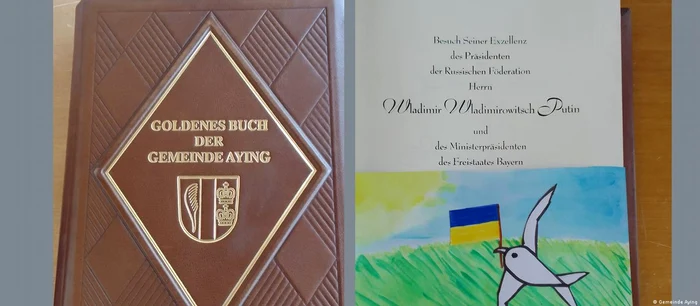 GOLDENES BUCH
DER
GEMEINDE AYING
Besuch Seiner Exzellenz
des Präsidenten
der Russischen Föderation
Herrn
Wladimir Wladimirowitsch Putin
und
des Ministerpräsidenten
des Freistaates Bayern
© Gemeinde Aying